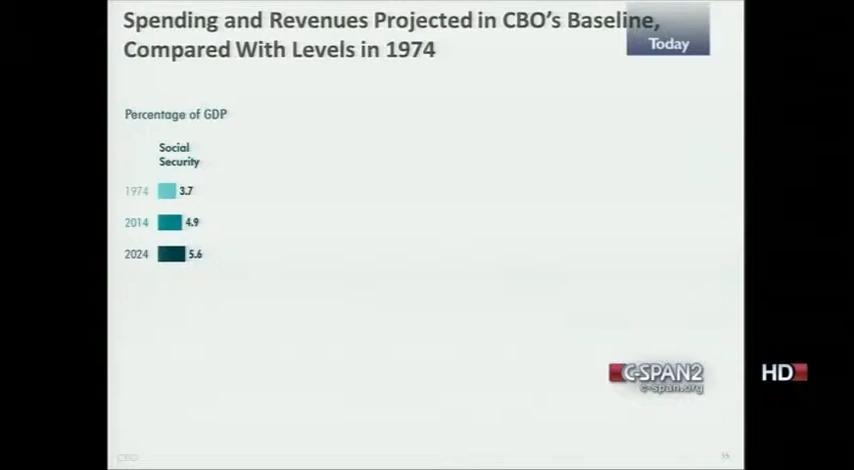 Spending and Revenues Projected in CBO's Baseline,
Compared With Levels in 1974
Today
Percentage of GDP
Social
Security
1974 3.7
2014 4.9
2024 5.6
C-SPAN2
c-span.org
HD
CBO